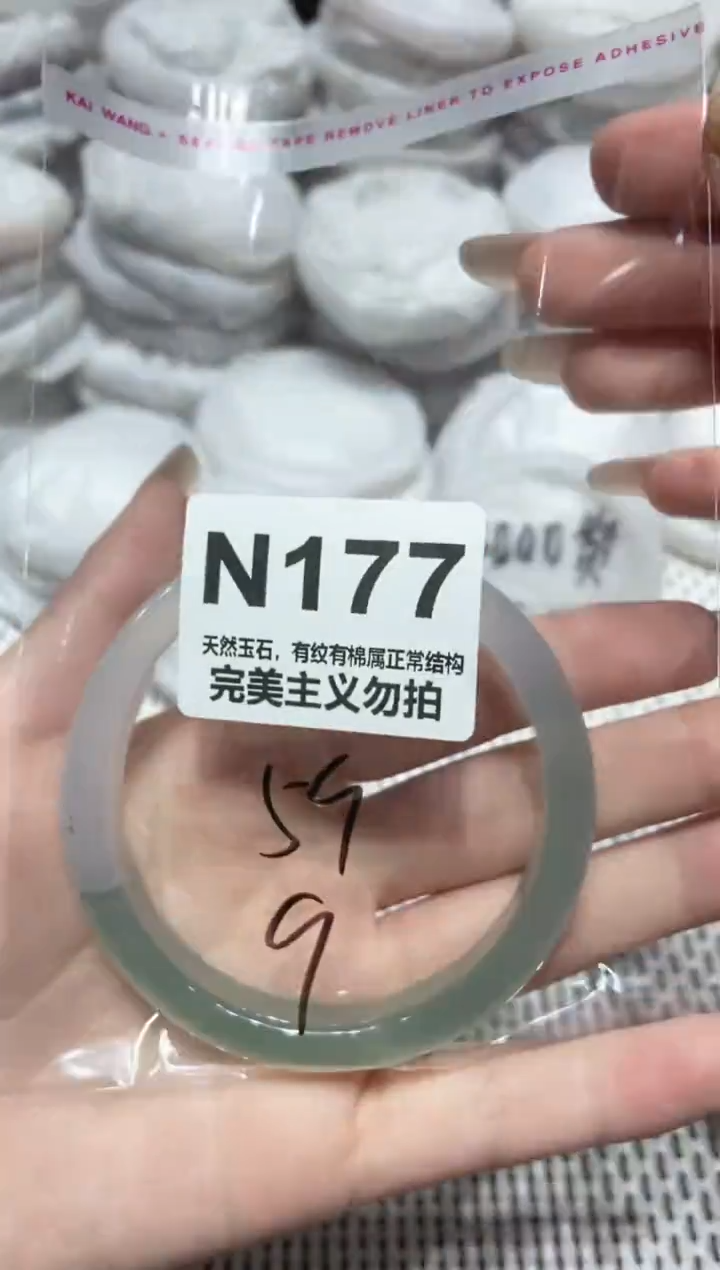 KAI WANG
TAPE REMOVE LINER TO EXPOSE ADHESIVE
N177
天然玉石，有纹有棉属正常结构
完美主义勿拍
59
9